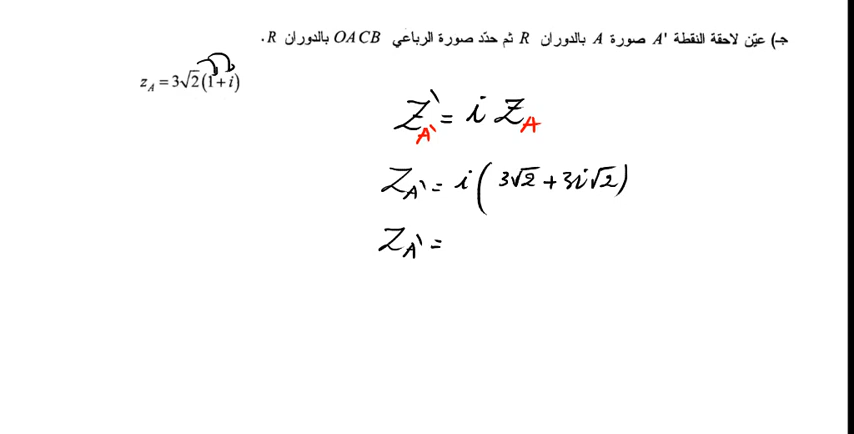 جـ) عيّن لاحقة النقطة 'A صورة A بالدوران R ثم حدّد صورة الرباعي OACB بالدوران R .
z_A = 3√2(1+i)
Z`_A` = i Z_A
Z_A` = i(3√2 + 3i√2)
Z_A` =